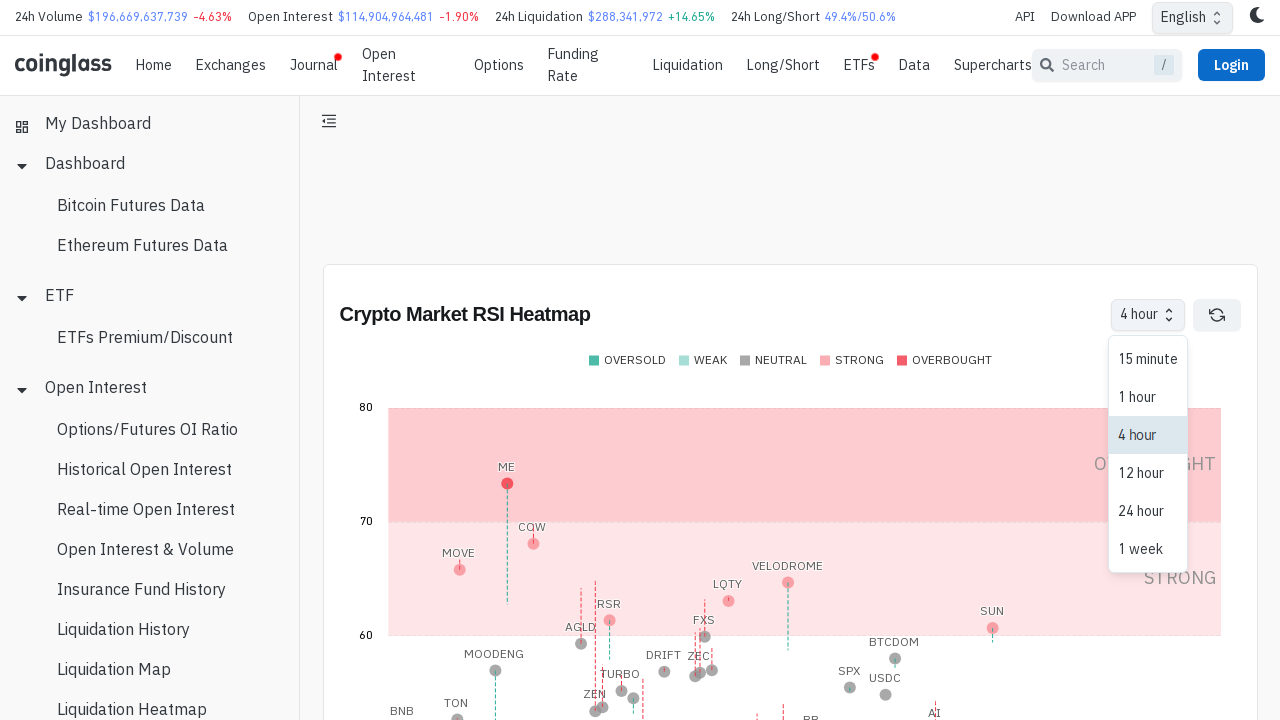 24h Volume $196,669,637,739 -4.63% Open Interest $114,904,964,481 -1.90% 24h Liquidation $288,341,972 +14.65% 24h Long/Short 49.4%/50.6% API Download APP English
coinglass Home Exchanges Journal Open Interest Options Funding Rate Liquidation Long/Short ETFs Data Supercharts Search / Login
My Dashboard
Dashboard
Bitcoin Futures Data
Ethereum Futures Data
ETF
ETFs Premium/Discount
Open Interest
Options/Futures OI Ratio
Historical Open Interest
Real-time Open Interest
Open Interest & Volume
Insurance Fund History
Liquidation History
Liquidation Map
Liquidation Heatmap
Crypto Market RSI Heatmap 4 hour
15 minute
1 hour
4 hour
12 hour
24 hour
1 week
OVERSOLD WEAK NEUTRAL STRONG OVERBOUGHT
80
ME
70
COW
MOVE
VELODROME
STRONG
LQTY
RSR
SUN
FXS
AGLD
60
BTCDOM
MOODENG
DRIFT
ZEC
SPX
TURBO
USDC
ZEN
TON
BNB
AI